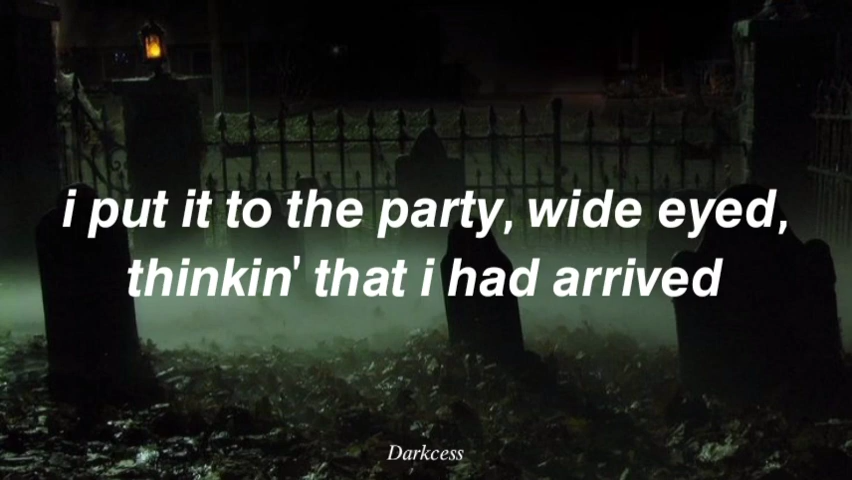 i put it to the party, wide eyed,
thinkin' that i had arrived
Darkcess